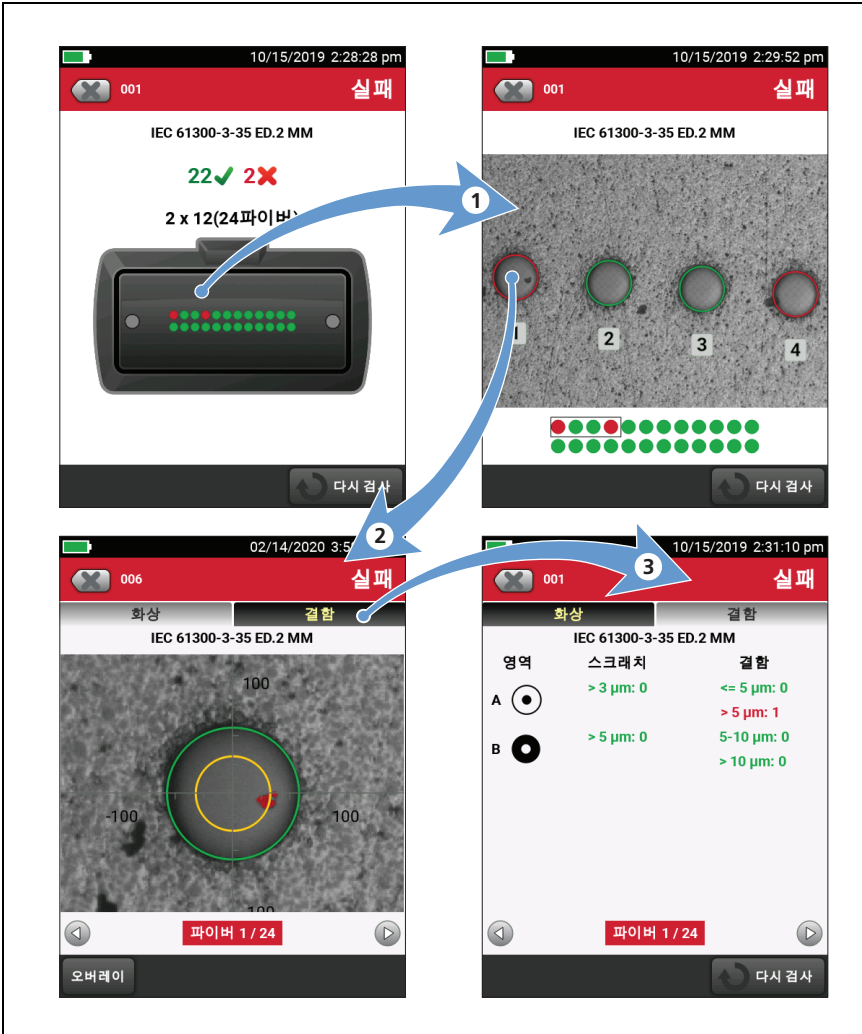 10/15/2019 2:28:28 pm
001 실패
IEC 61300-3-35 ED.2 MM
22 2
2 x 12(24파이버)
다시 검사
1
10/15/2019 2:29:52 pm
001 실패
IEC 61300-3-35 ED.2 MM
1 2 3 4
다시 검사
2
02/14/2020 3:5
006 실패
화상 결함
IEC 61300-3-35 ED.2 MM
100
-100 100
100
파이버 1 / 24
오버레이
3
10/15/2019 2:31:10 pm
001 실패
화상 결함
IEC 61300-3-35 ED.2 MM
영역 스크래치 결함
A > 3 µm: 0 <= 5 µm: 0
> 5 µm: 1
B > 5 µm: 0 5-10 µm: 0
> 10 µm: 0
파이버 1 / 24
다시 검사